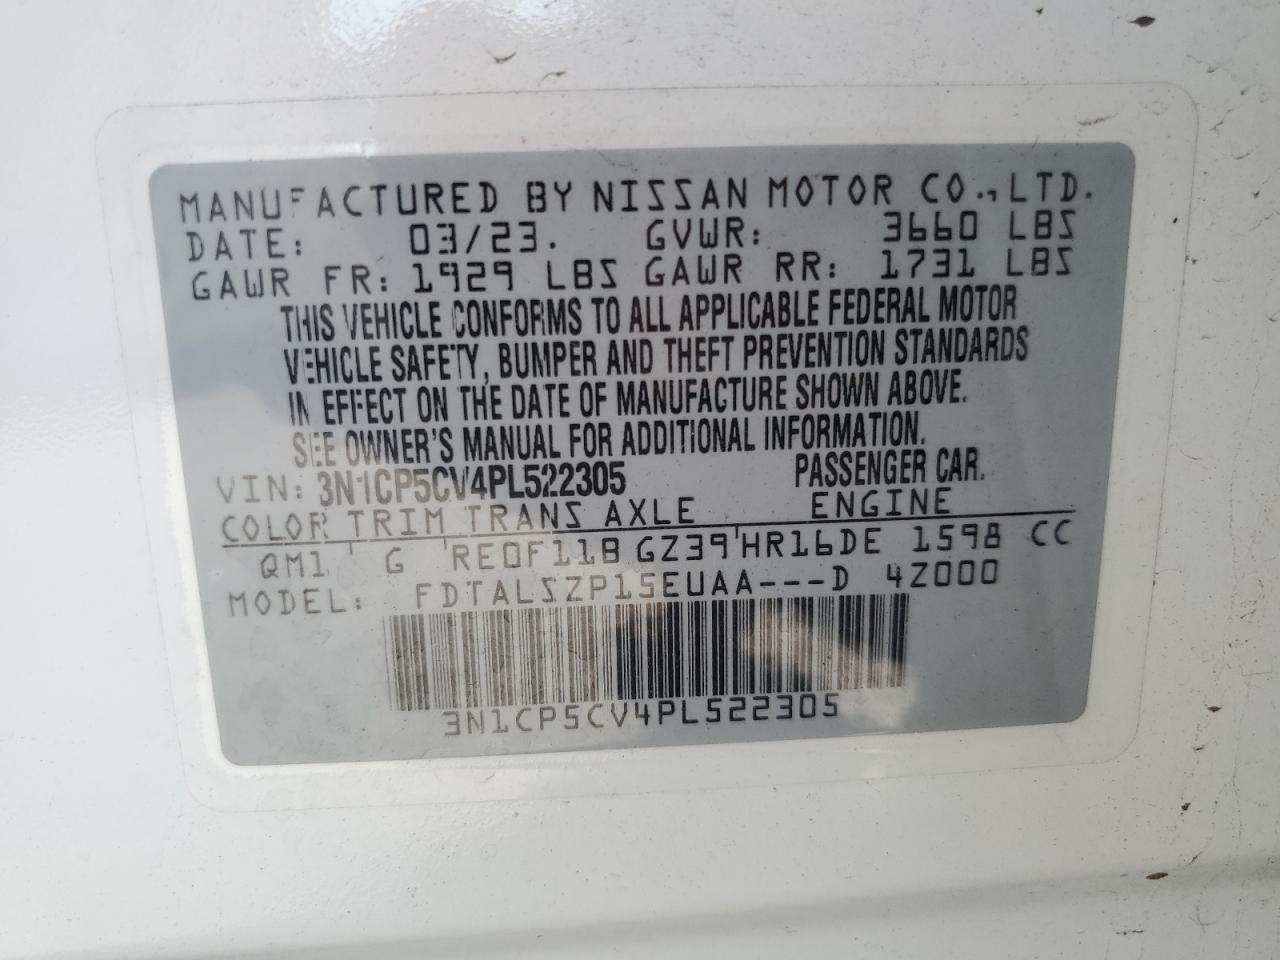 MANUFACTURED BY NISSAN MOTOR CO., LTD.
DATE: 03/23. GVWR: 3660 LBS
GAWR FR: 1929 LBS GAWR RR: 1731 LBS
THIS VEHICLE CONFORMS TO ALL APPLICABLE FEDERAL MOTOR
VEHICLE SAFETY, BUMPER AND THEFT PREVENTION STANDARDS
IN EFFECT ON THE DATE OF MANUFACTURE SHOWN ABOVE.
SEE OWNER'S MANUAL FOR ADDITIONAL INFORMATION.
VIN: 3N1CP5CV4PL522305 PASSENGER CAR.
COLOR TRIM TRANS AXLE ENGINE
QM1 G RE0F11B GZ39 HR16DE 1598 CC
MODEL: FDTALSZP15EUAA---D 4Z000
3N1CP5CV4PL522305